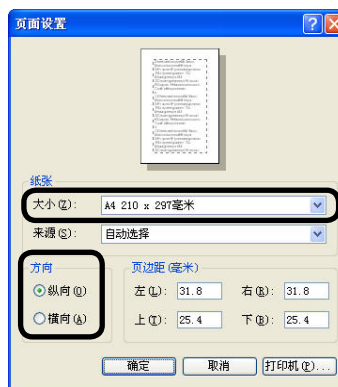 页面设置
纸张
大小(Z): A4 210 x 297毫米
来源(S): 自动选择
方向
纵向(O)
横向(A)
页边距(毫米)
左(L): 31.8 右(R): 31.8
上(T): 25.4 下(B): 25.4
确定 取消 打印机(P)...